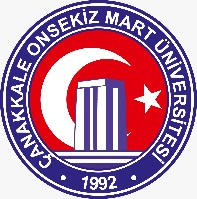 ÇANAKKALE ONSEKİZ MART ÜNİVERSİTESİ
• 1992 •